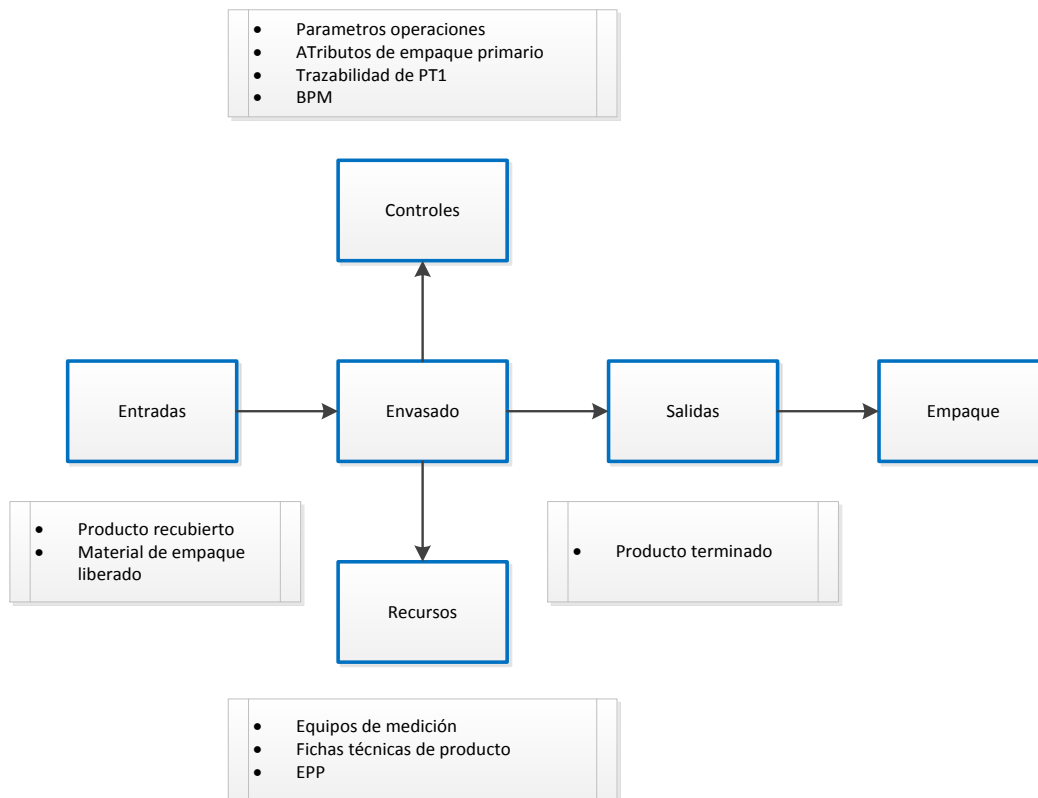 • Parametros operaciones
• ATributos de empaque primario
• Trazabilidad de PT1
• BPM
Controles
Entradas
Envasado
Salidas
Empaque
• Producto recubierto
• Material de empaque
liberado
• Producto terminado
Recursos
• Equipos de medición
• Fichas técnicas de producto
• EPP